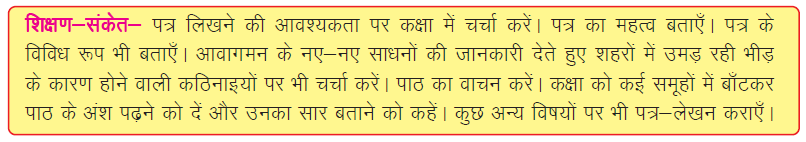 शिक्षण–संकेत– पत्र लिखने की आवश्यकता पर कक्षा में चर्चा करें। पत्र का महत्व बताएँ। पत्र के
विविध रूप भी बताएँ। आवागमन के नए–नए साधनों की जानकारी देते हुए शहरों में उमड़ रही भीड़
के कारण होने वाली कठिनाइयों पर भी चर्चा करें। पाठ का वाचन करें। कक्षा को कई समूहों में बाँटकर
पाठ के अंश पढ़ने को दें और उनका सार बताने को कहें। कुछ अन्य विषयों पर भी पत्र–लेखन कराएँ।